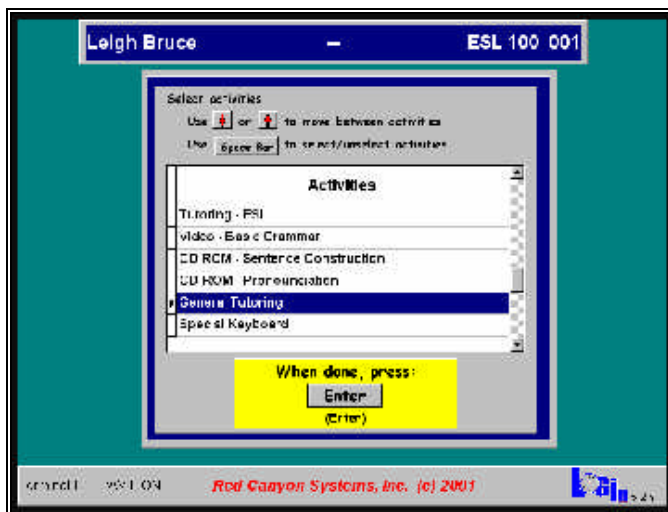 Leigh Bruce – ESL 100 001
Select activities
Use or to move between activities
Use Space Bar to select/unselect activities
Activities
Tutoring - ESL
Video - Basic Grammar
CD ROM - Sentence Construction
CD ROM - Pronounciation
General Tutoring
Special Keyboard
When done, press:
Enter
(Enter)
Red Canyon Systems, Inc. (c) 2001